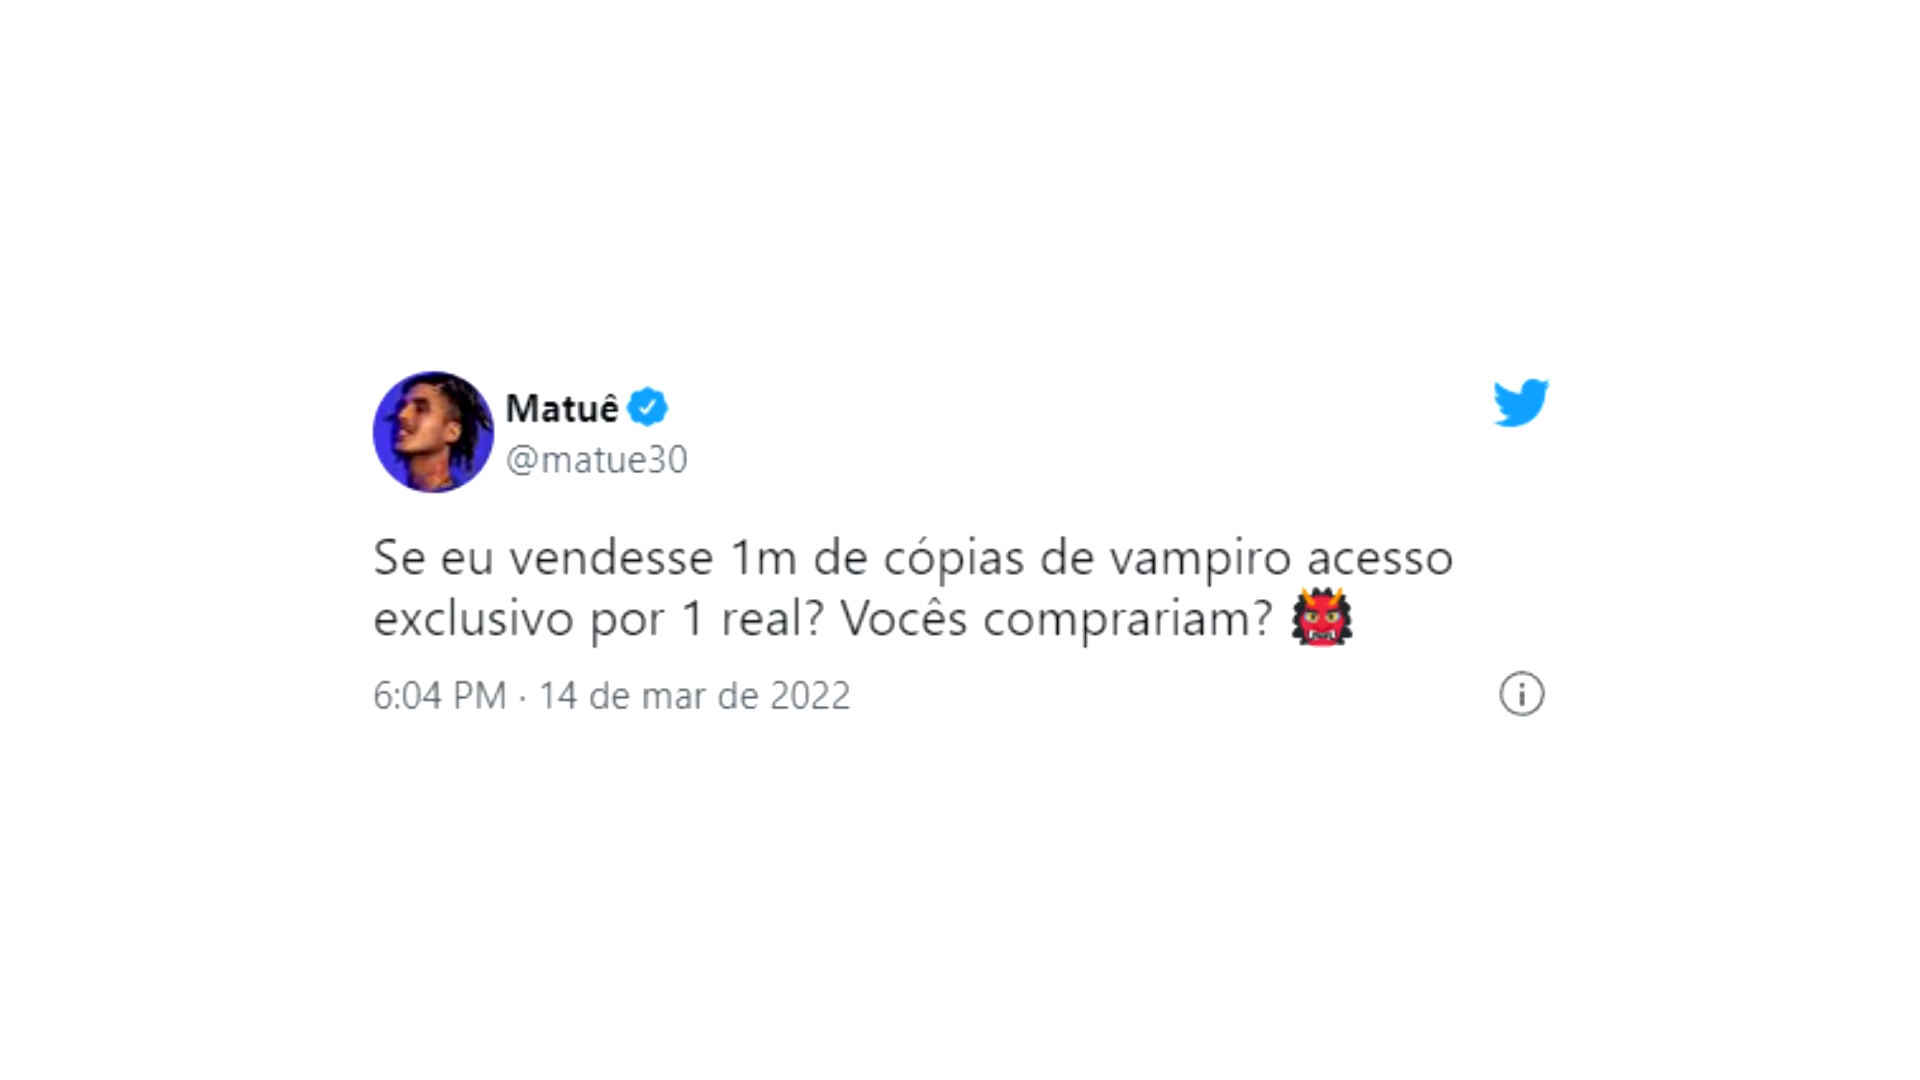 Matuê
@matue30
Se eu vendesse 1m de cópias de vampiro acesso
exclusivo por 1 real? Vocês comprariam? 👹
6:04 PM · 14 de mar de 2022